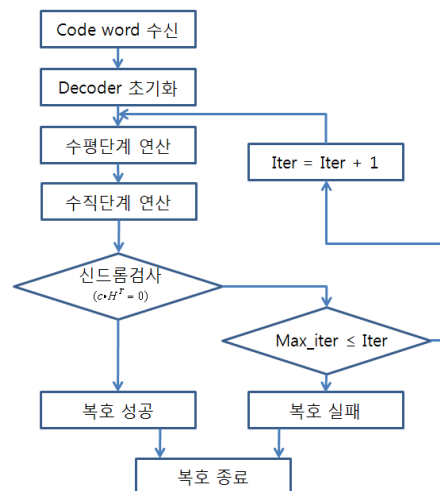 Code word 수신
Decoder 초기화
수평단계 연산
Iter = Iter + 1
수직단계 연산
신드롬검사
(c•Hᵀ = 0)
Max_iter ≤ Iter
복호 성공
복호 실패
복호 종료